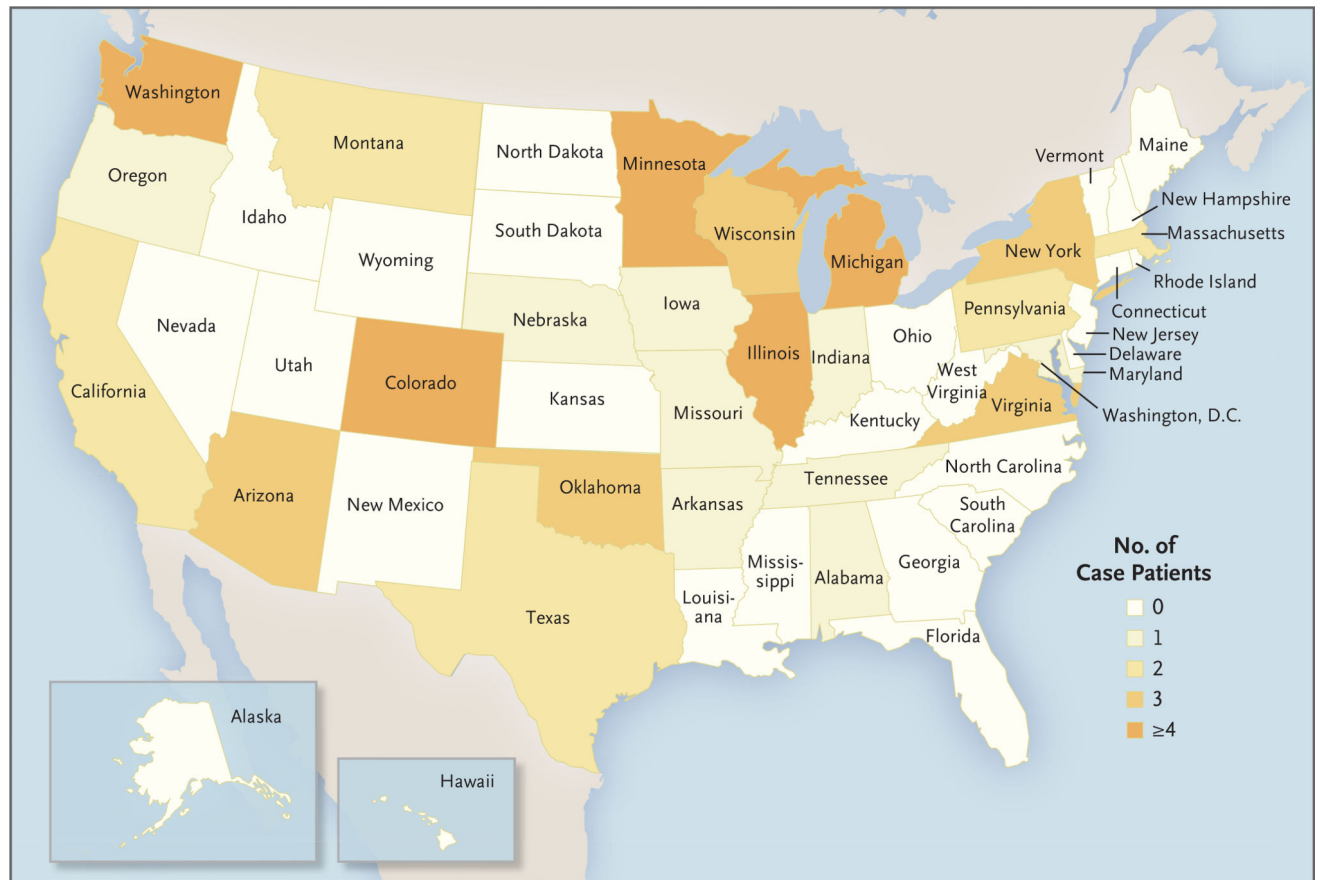 Washington
Montana
North Dakota
Minnesota
Vermont
Maine
Oregon
Idaho
South Dakota
Wisconsin
Michigan
New York
New Hampshire
Massachusetts
Rhode Island
Connecticut
New Jersey
Delaware
Maryland
Washington, D.C.
Wyoming
Nebraska
Iowa
Pennsylvania
Nevada
Utah
Colorado
Kansas
Missouri
Illinois
Indiana
Ohio
West
Virginia
Virginia
Kentucky
California
Arizona
New Mexico
Oklahoma
Arkansas
Tennessee
North Carolina
South
Carolina
Texas
Louisi-
ana
Missis-
sippi
Alabama
Georgia
Florida
Alaska
Hawaii
No. of
Case Patients
0
1
2
3
≥4